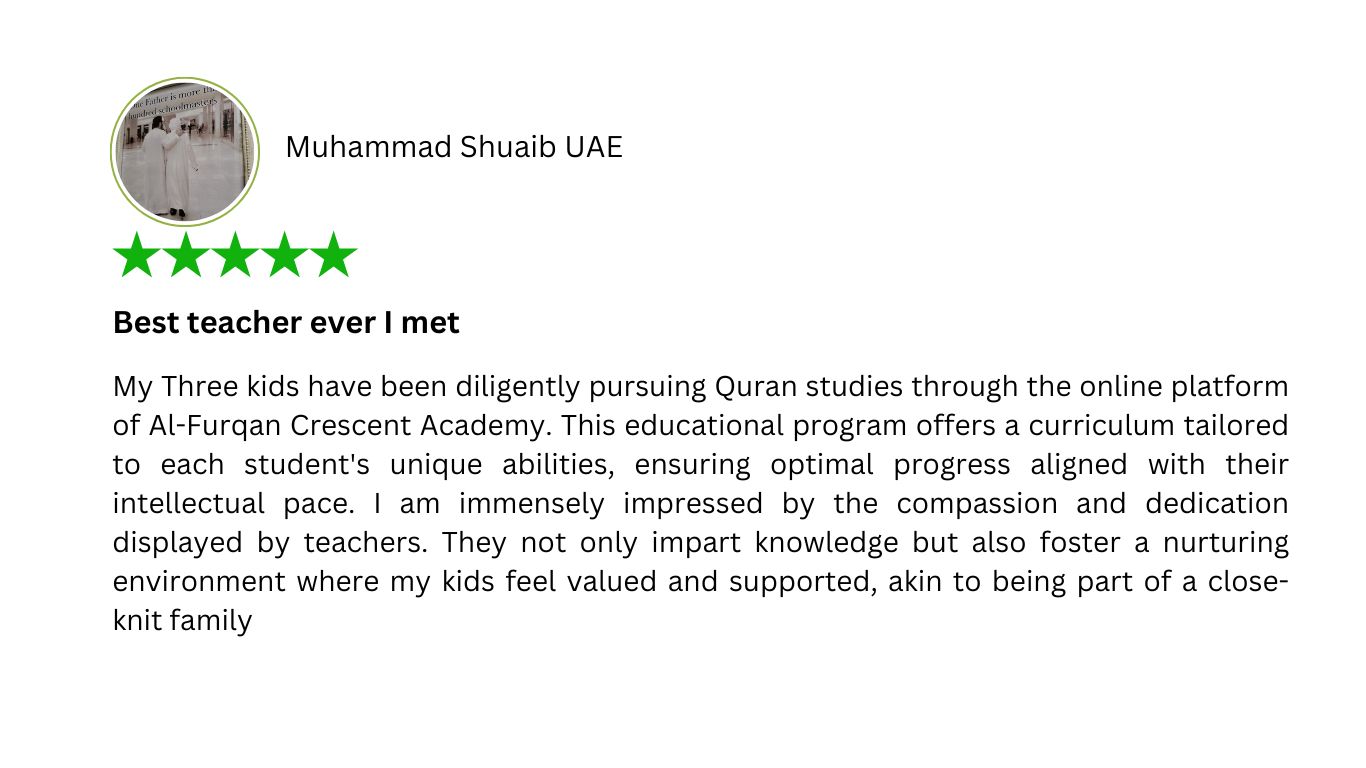 one Father is more
hundred schoolmasters
Muhammad Shuaib UAE
Best teacher ever I met
My Three kids have been diligently pursuing Quran studies through the online platform
of Al-Furqan Crescent Academy. This educational program offers a curriculum tailored
to each student's unique abilities, ensuring optimal progress aligned with their
intellectual pace. I am immensely impressed by the compassion and dedication
displayed by teachers. They not only impart knowledge but also foster a nurturing
environment where my kids feel valued and supported, akin to being part of a close-
knit family